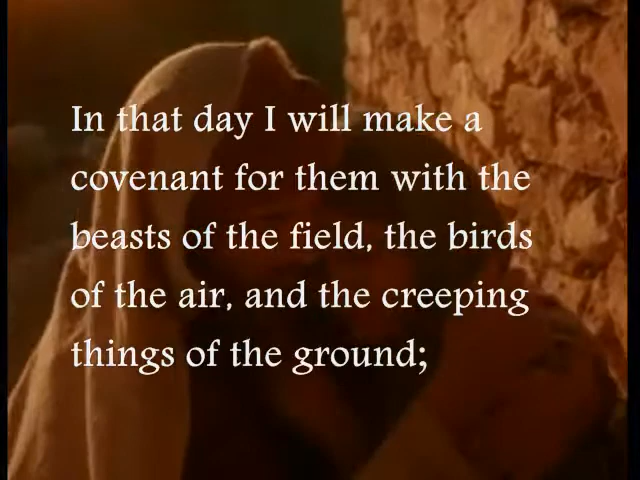 In that day I will make a
covenant for them with the
beasts of the field, the birds
of the air, and the creeping
things of the ground;